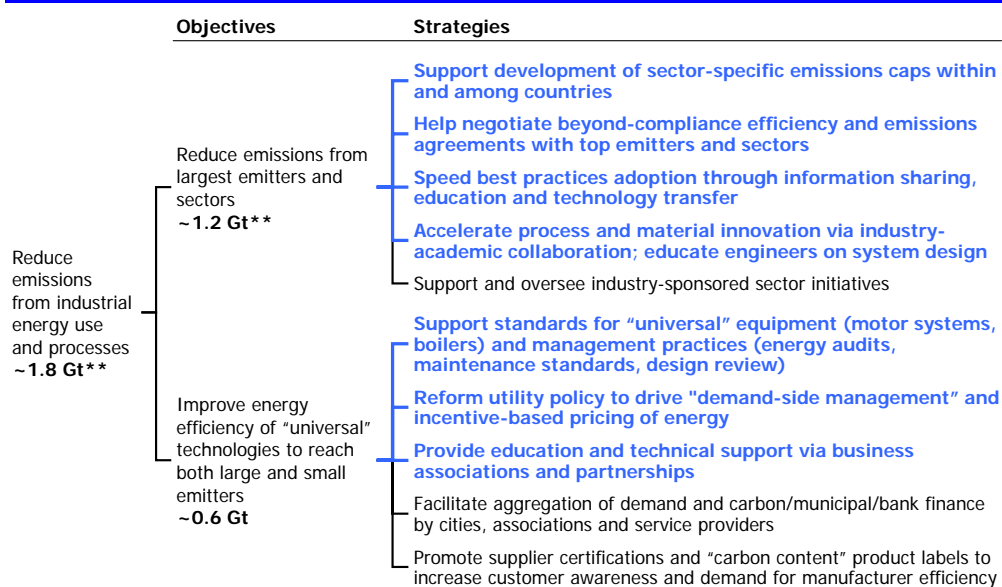 Objectives
Strategies
Reduce
emissions
from industrial
energy use
and processes
~1.8 Gt**
Reduce emissions from
largest emitters and
sectors
~1.2 Gt**
Support development of sector-specific emissions caps within
and among countries
Help negotiate beyond-compliance efficiency and emissions
agreements with top emitters and sectors
Speed best practices adoption through information sharing,
education and technology transfer
Accelerate process and material innovation via industry-
academic collaboration; educate engineers on system design
Support and oversee industry-sponsored sector initiatives
Improve energy
efficiency of “universal”
technologies to reach
both large and small
emitters
~0.6 Gt
Support standards for “universal” equipment (motor systems,
boilers) and management practices (energy audits,
maintenance standards, design review)
Reform utility policy to drive "demand-side management” and
incentive-based pricing of energy
Provide education and technical support via business
associations and partnerships
Facilitate aggregation of demand and carbon/municipal/bank finance
by cities, associations and service providers
Promote supplier certifications and “carbon content” product labels to
increase customer awareness and demand for manufacturer efficiency